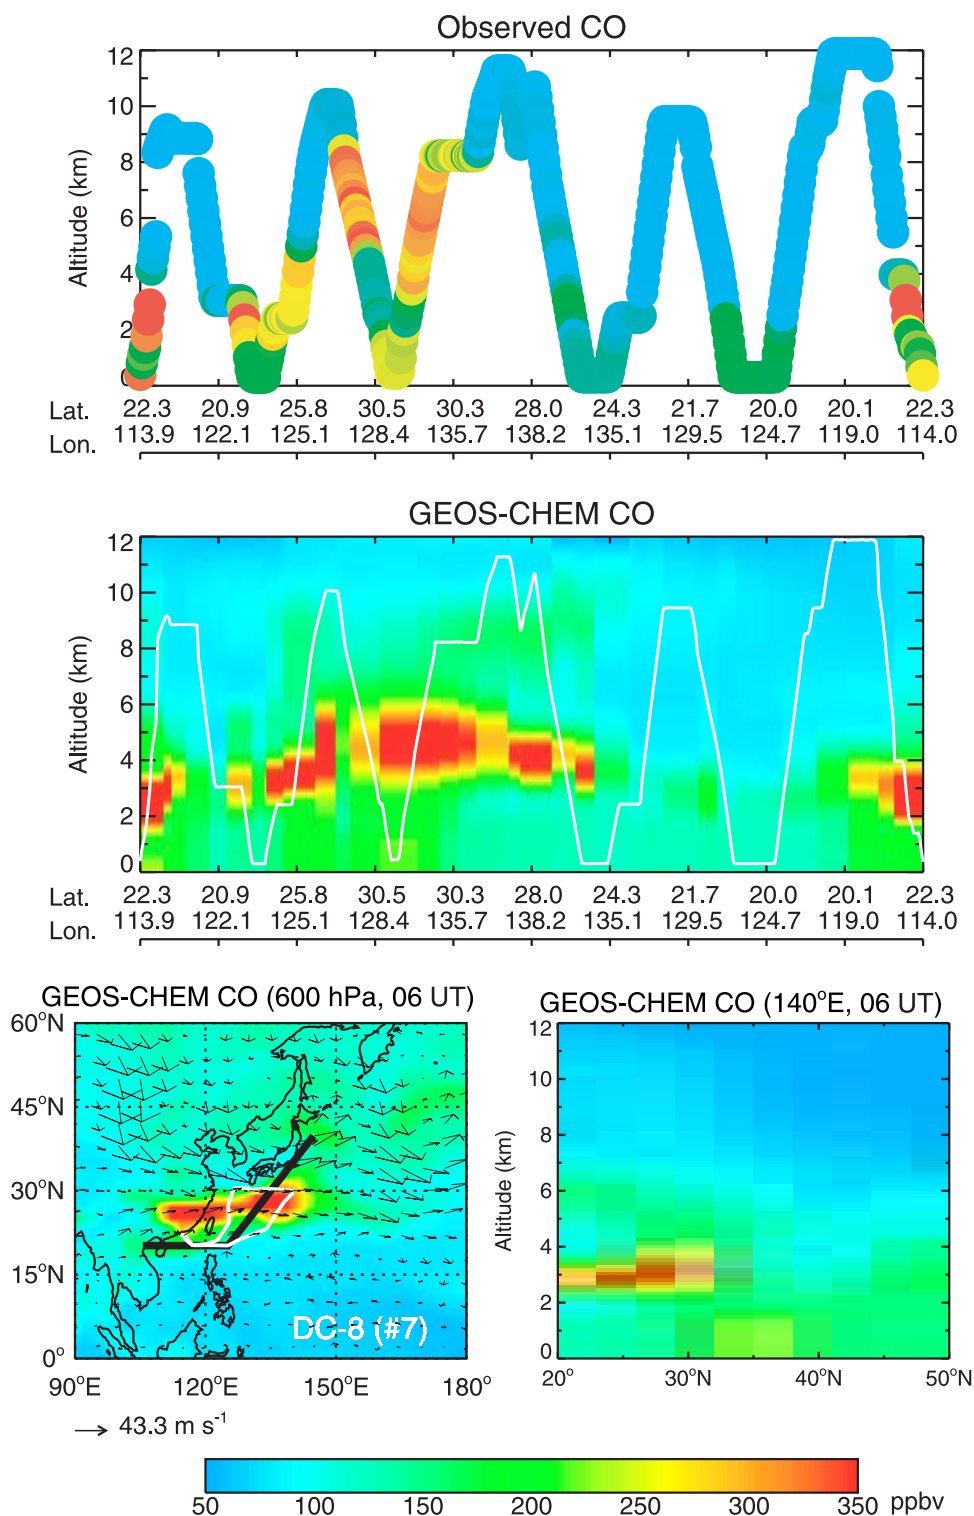 Observed CO
12
10
8
6
4
2
0
Altitude (km)
Lat. 22.3 20.9 25.8 30.5 30.3 28.0 24.3 21.7 20.0 20.1 22.3
Lon. 113.9 122.1 125.1 128.4 135.7 138.2 135.1 129.5 124.7 119.0 114.0
GEOS-CHEM CO
12
10
8
6
4
2
0
Altitude (km)
Lat. 22.3 20.9 25.8 30.5 30.3 28.0 24.3 21.7 20.0 20.1 22.3
Lon. 113.9 122.1 125.1 128.4 135.7 138.2 135.1 129.5 124.7 119.0 114.0
GEOS-CHEM CO (600 hPa, 06 UT)
60°N
45°N
30°N
15°N
0°
DC-8 (#7)
90°E 120°E 150°E 180°
43.3 m s⁻¹
GEOS-CHEM CO (140°E, 06 UT)
12
10
8
6
4
2
0
Altitude (km)
20° 30°N 40°N 50°N
50 100 150 200 250 300 350 ppbv